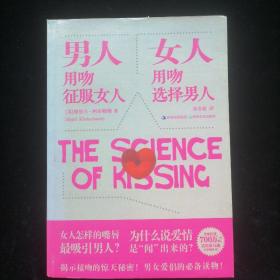 男人
用吻
征服女人
女人
用吻
选择男人
THE SCIENCE
OF KISSING
女人怎样的嘴唇
最吸引男人?
为什么说爱情
是“闻”出来的?
揭示接吻的惊天秘密!男女爱侣的必备读物!